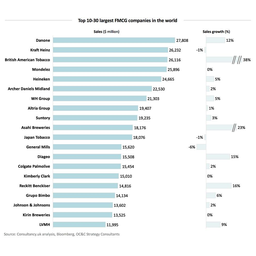 Top 10-30 largest FMCG companies in the world
Sales ($ million) Sales growth (%)
Danone 27,808 12%
Kraft Heinz 26,232 -1%
British American Tobacco 26,116 38%
Mondelez 25,896 0%
Heineken 24,665 5%
Archer Daniels Midland 22,530 2%
WH Group 21,303 5%
Altria Group 19,407 1%
Suntory 19,235 3%
Asahi Breweries 18,176 23%
Japan Tobacco 18,076 -1%
General Mills 15,620 -6%
Diageo 15,508 15%
Colgate Palmolive 15,454 2%
Kimberly Clark 15,010 0%
Reckitt Benckiser 14,816 16%
Grupo Bimbo 14,134 6%
Johnson & Johnsons 13,602 2%
Kirin Breweries 13,525 0%
LVMH 11,995 9%
Source: Consultancy.uk analysis, Bloomberg, OC&C Strategy Consultants